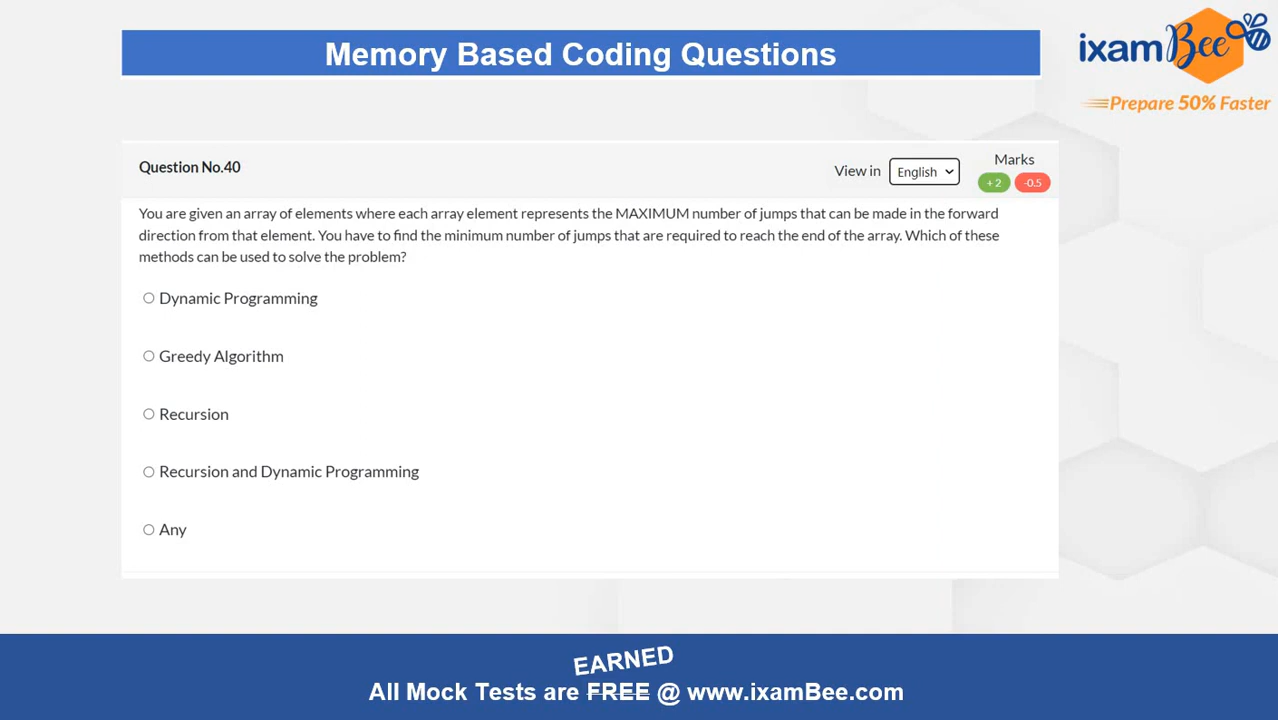 Memory Based Coding Questions
ixamBee
Prepare 50% Faster
Question No.40
View in
English
Marks
+ 2
-0.5
You are given an array of elements where each array element represents the MAXIMUM number of jumps that can be made in the forward
direction from that element. You have to find the minimum number of jumps that are required to reach the end of the array. Which of these
methods can be used to solve the problem?
Dynamic Programming
Greedy Algorithm
Recursion
Recursion and Dynamic Programming
Any
EARNED
All Mock Tests are FREE @ www.ixamBee.com